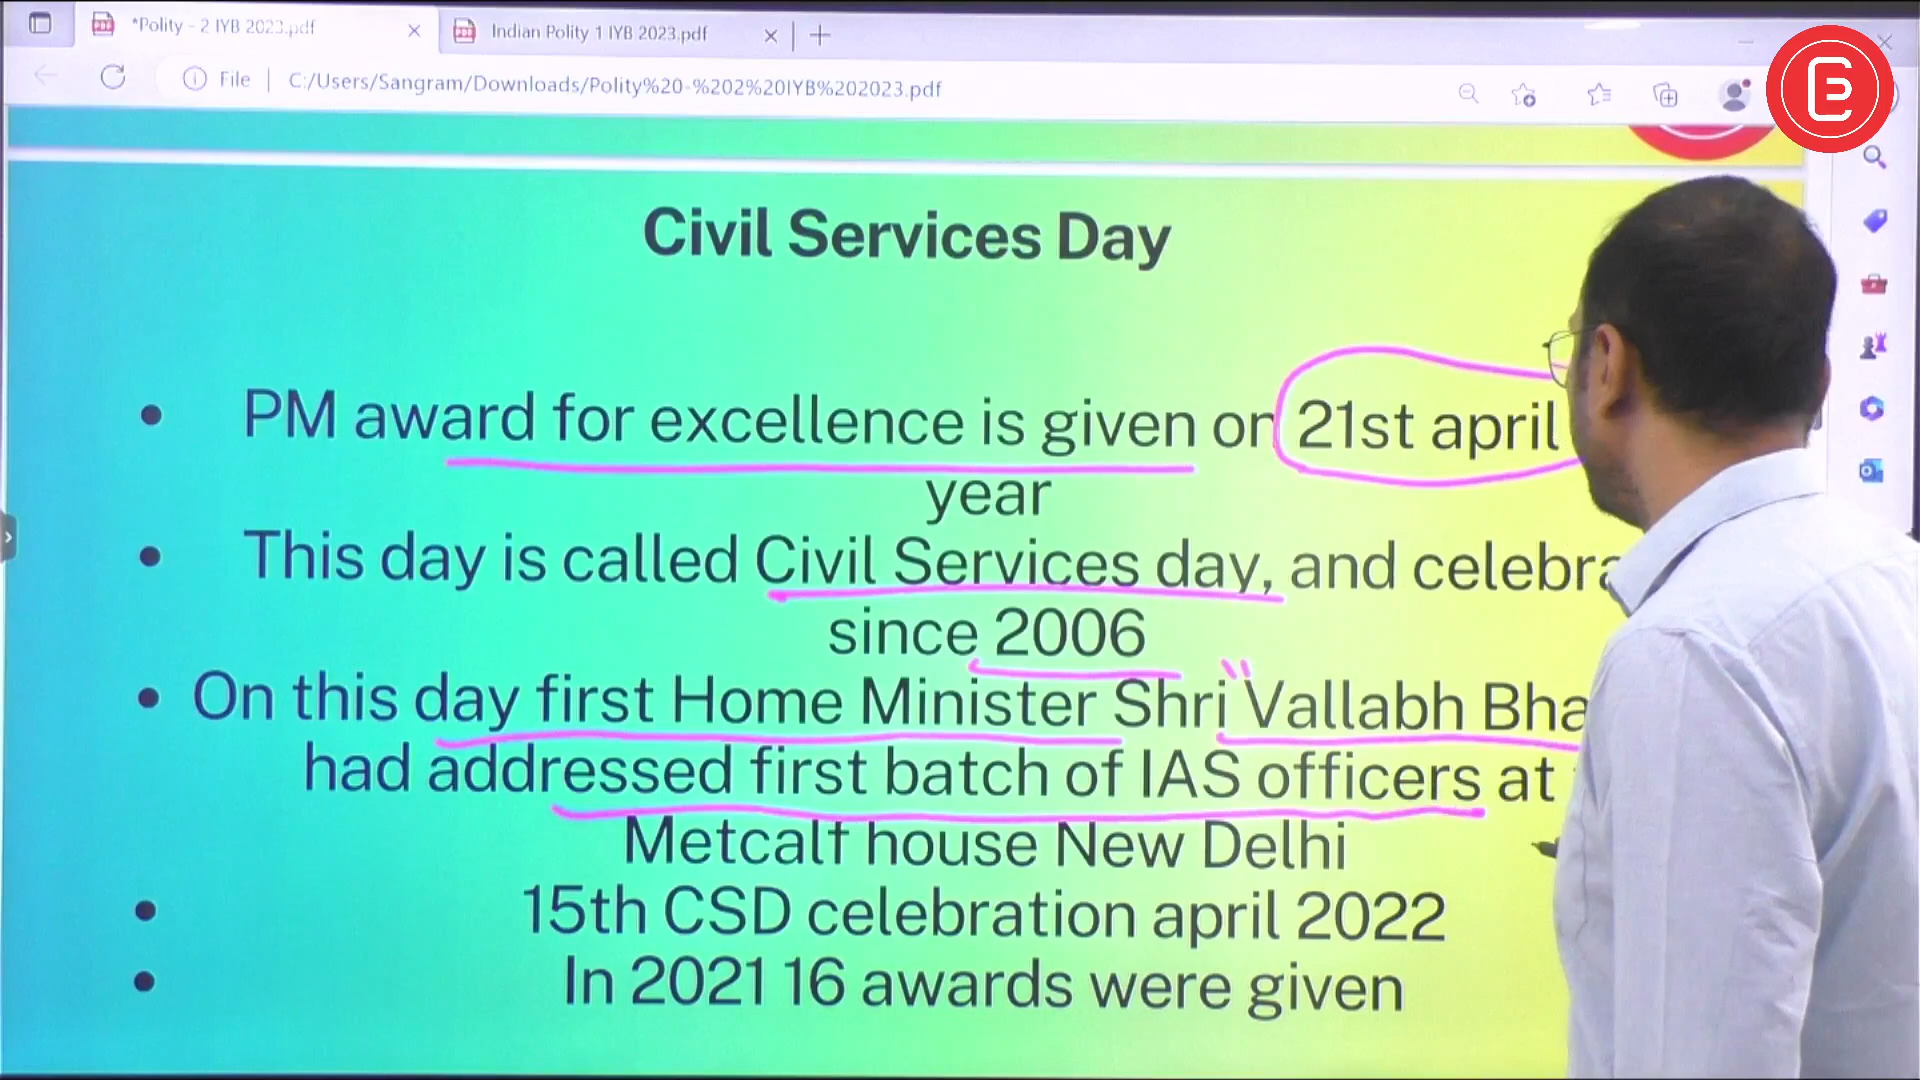 *Polity - 2 IYB 2023.pdf
Indian Polity 1 IYB 2023.pdf
File
C:/Users/Sangram/Downloads/Polity%20-%202%20IYB%202023.pdf
Civil Services Day
• PM award for excellence is given on 21st april
year
• This day is called Civil Services day, and
since 2006
• On this day first Home Minister Shri Vallabh
had addressed first batch of IAS officers at
Metcalf house New Delhi
• 15th CSD celebration april 2022
• In 2021 16 awards were given